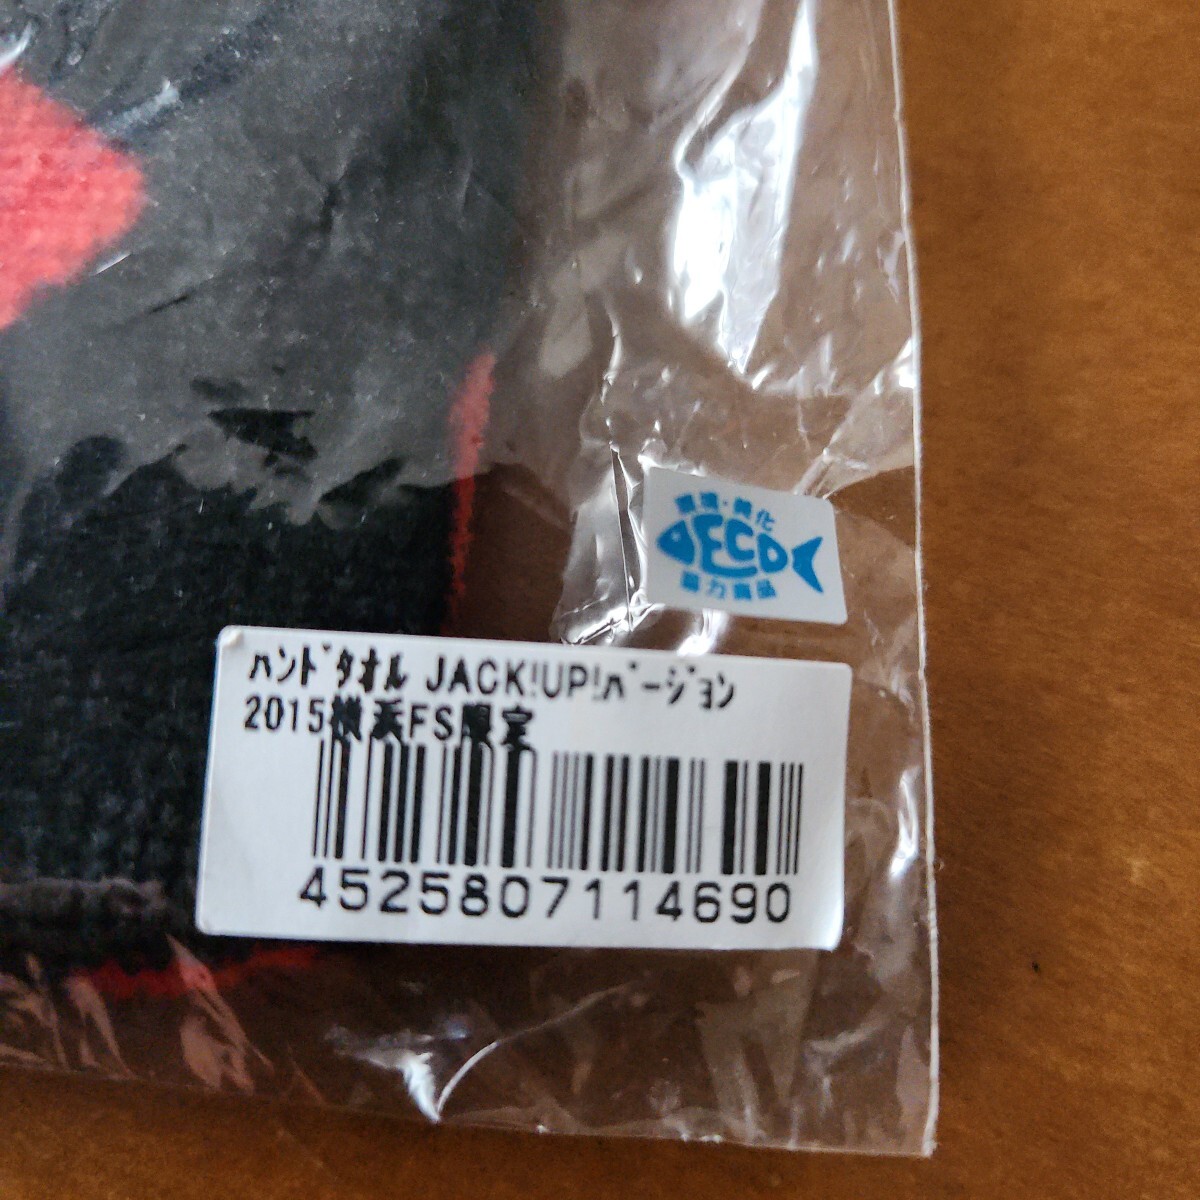 環境・美化
ECO
協力商品
ﾊﾝﾄﾞﾀｵﾙ JACK!UP!ﾊﾞｰｼﾞｮﾝ
2015横浜FS限定
4525807114690